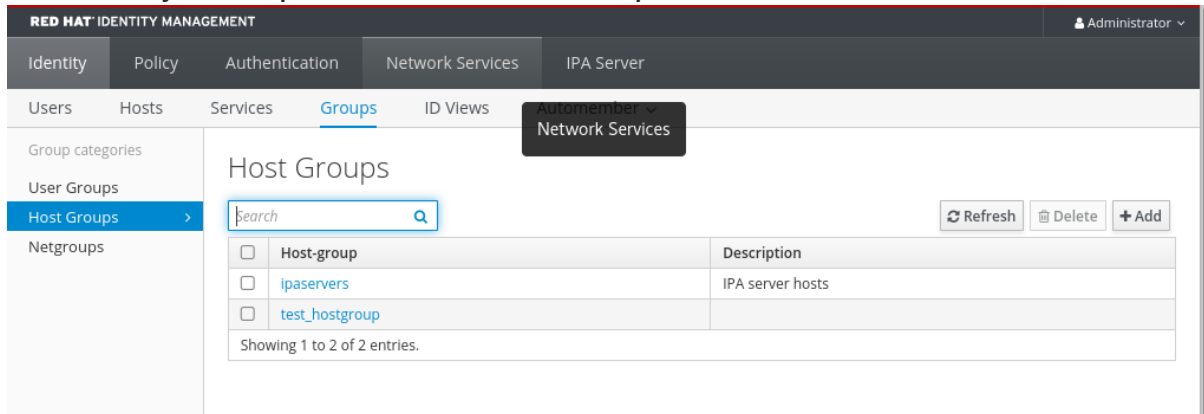 RED HAT® IDENTITY MANAGEMENT Administrator
Identity Policy Authentication Network Services IPA Server
Users Hosts Services Groups ID Views Automember
Network Services
Group categories
User Groups
Host Groups
Netgroups
Host Groups
Search
Refresh Delete + Add
Host-group Description
ipaservers IPA server hosts
test_hostgroup
Showing 1 to 2 of 2 entries.